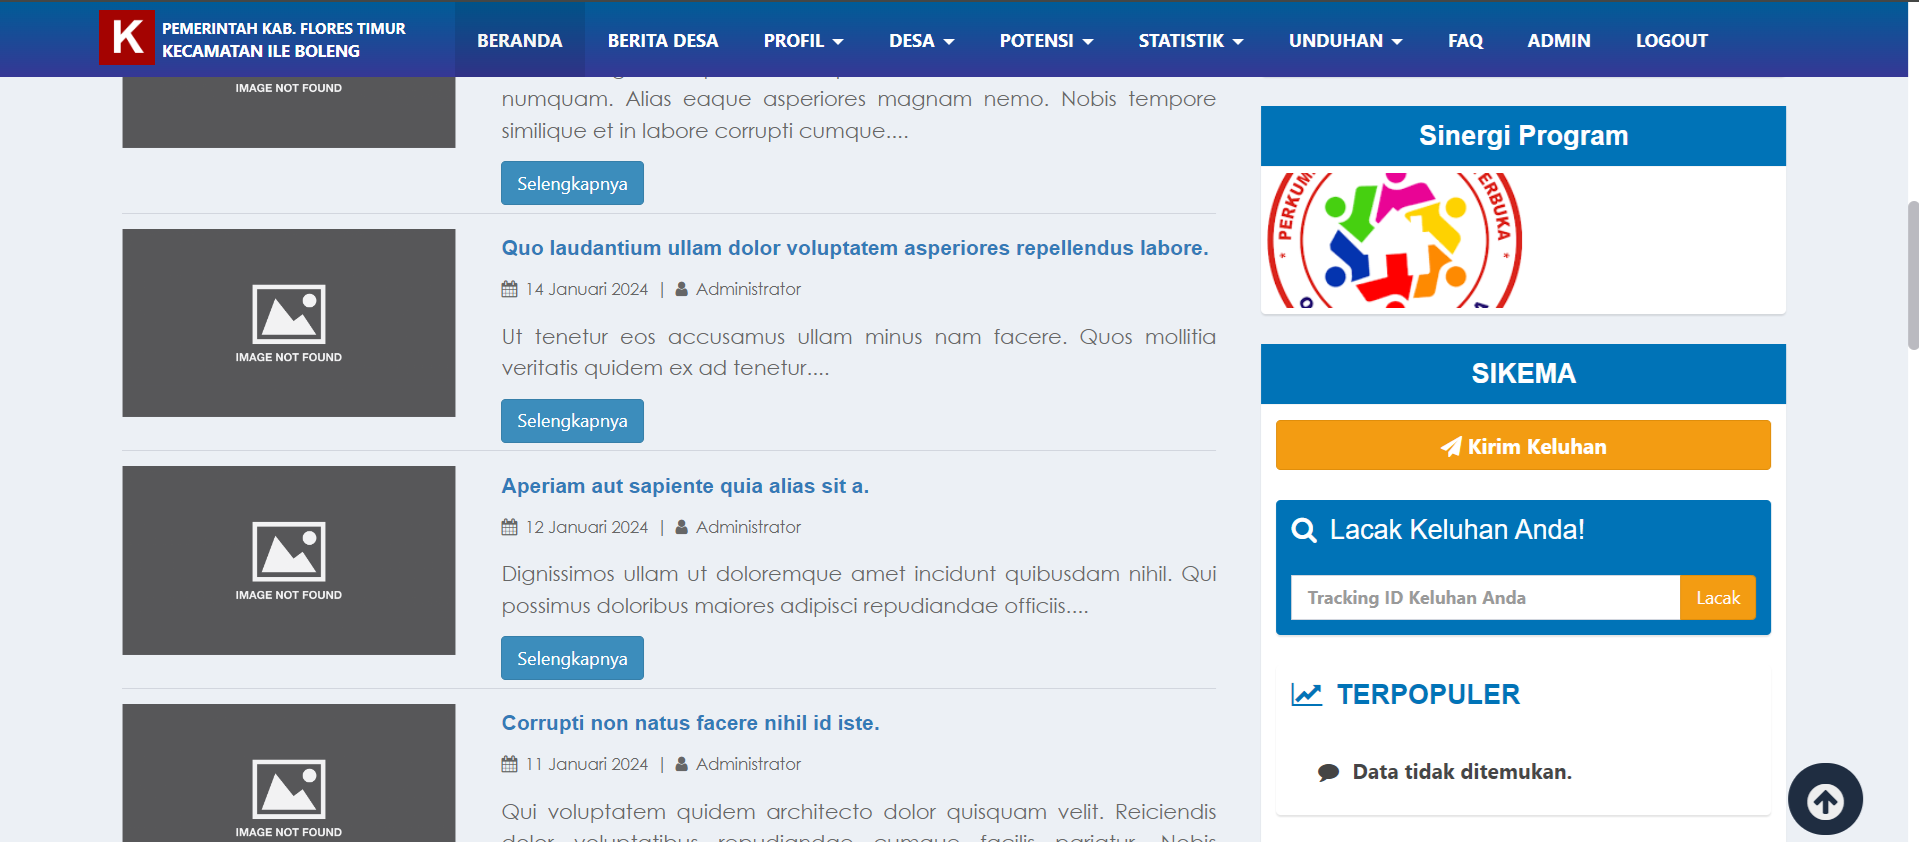 K
PEMERINTAH KAB. FLORES TIMUR
KECAMATAN ILE BOLENG
BERANDA
BERITA DESA
PROFIL
DESA
POTENSI
STATISTIK
UNDUHAN
FAQ
ADMIN
LOGOUT
IMAGE NOT FOUND
numquam. Alias eaque asperiores magnam nemo. Nobis tempore
similique et in labore corrupti cumque....
Selengkapnya
IMAGE NOT FOUND
Quo laudantium ullam dolor voluptatem asperiores repellendus labore.
14 Januari 2024 | Administrator
Ut tenetur eos accusamus ullam minus nam facere. Quos mollitia
veritatis quidem ex ad tenetur....
Selengkapnya
IMAGE NOT FOUND
Aperiam aut sapiente quia alias sit a.
12 Januari 2024 | Administrator
Dignissimos ullam ut doloremque amet incidunt quibusdam nihil. Qui
possimus doloribus maiores adipisci repudiandae officiis....
Selengkapnya
IMAGE NOT FOUND
Corrupti non natus facere nihil id iste.
11 Januari 2024 | Administrator
Qui voluptatem quidem architecto dolor quisquam velit. Reiciendis
dolor voluptatibus repudiandae cumque facilis pariatur. Nobis
Sinergi Program
SIKEMA
Kirim Keluhan
Lacak Keluhan Anda!
Tracking ID Keluhan Anda
Lacak
TERPOPULER
Data tidak ditemukan.